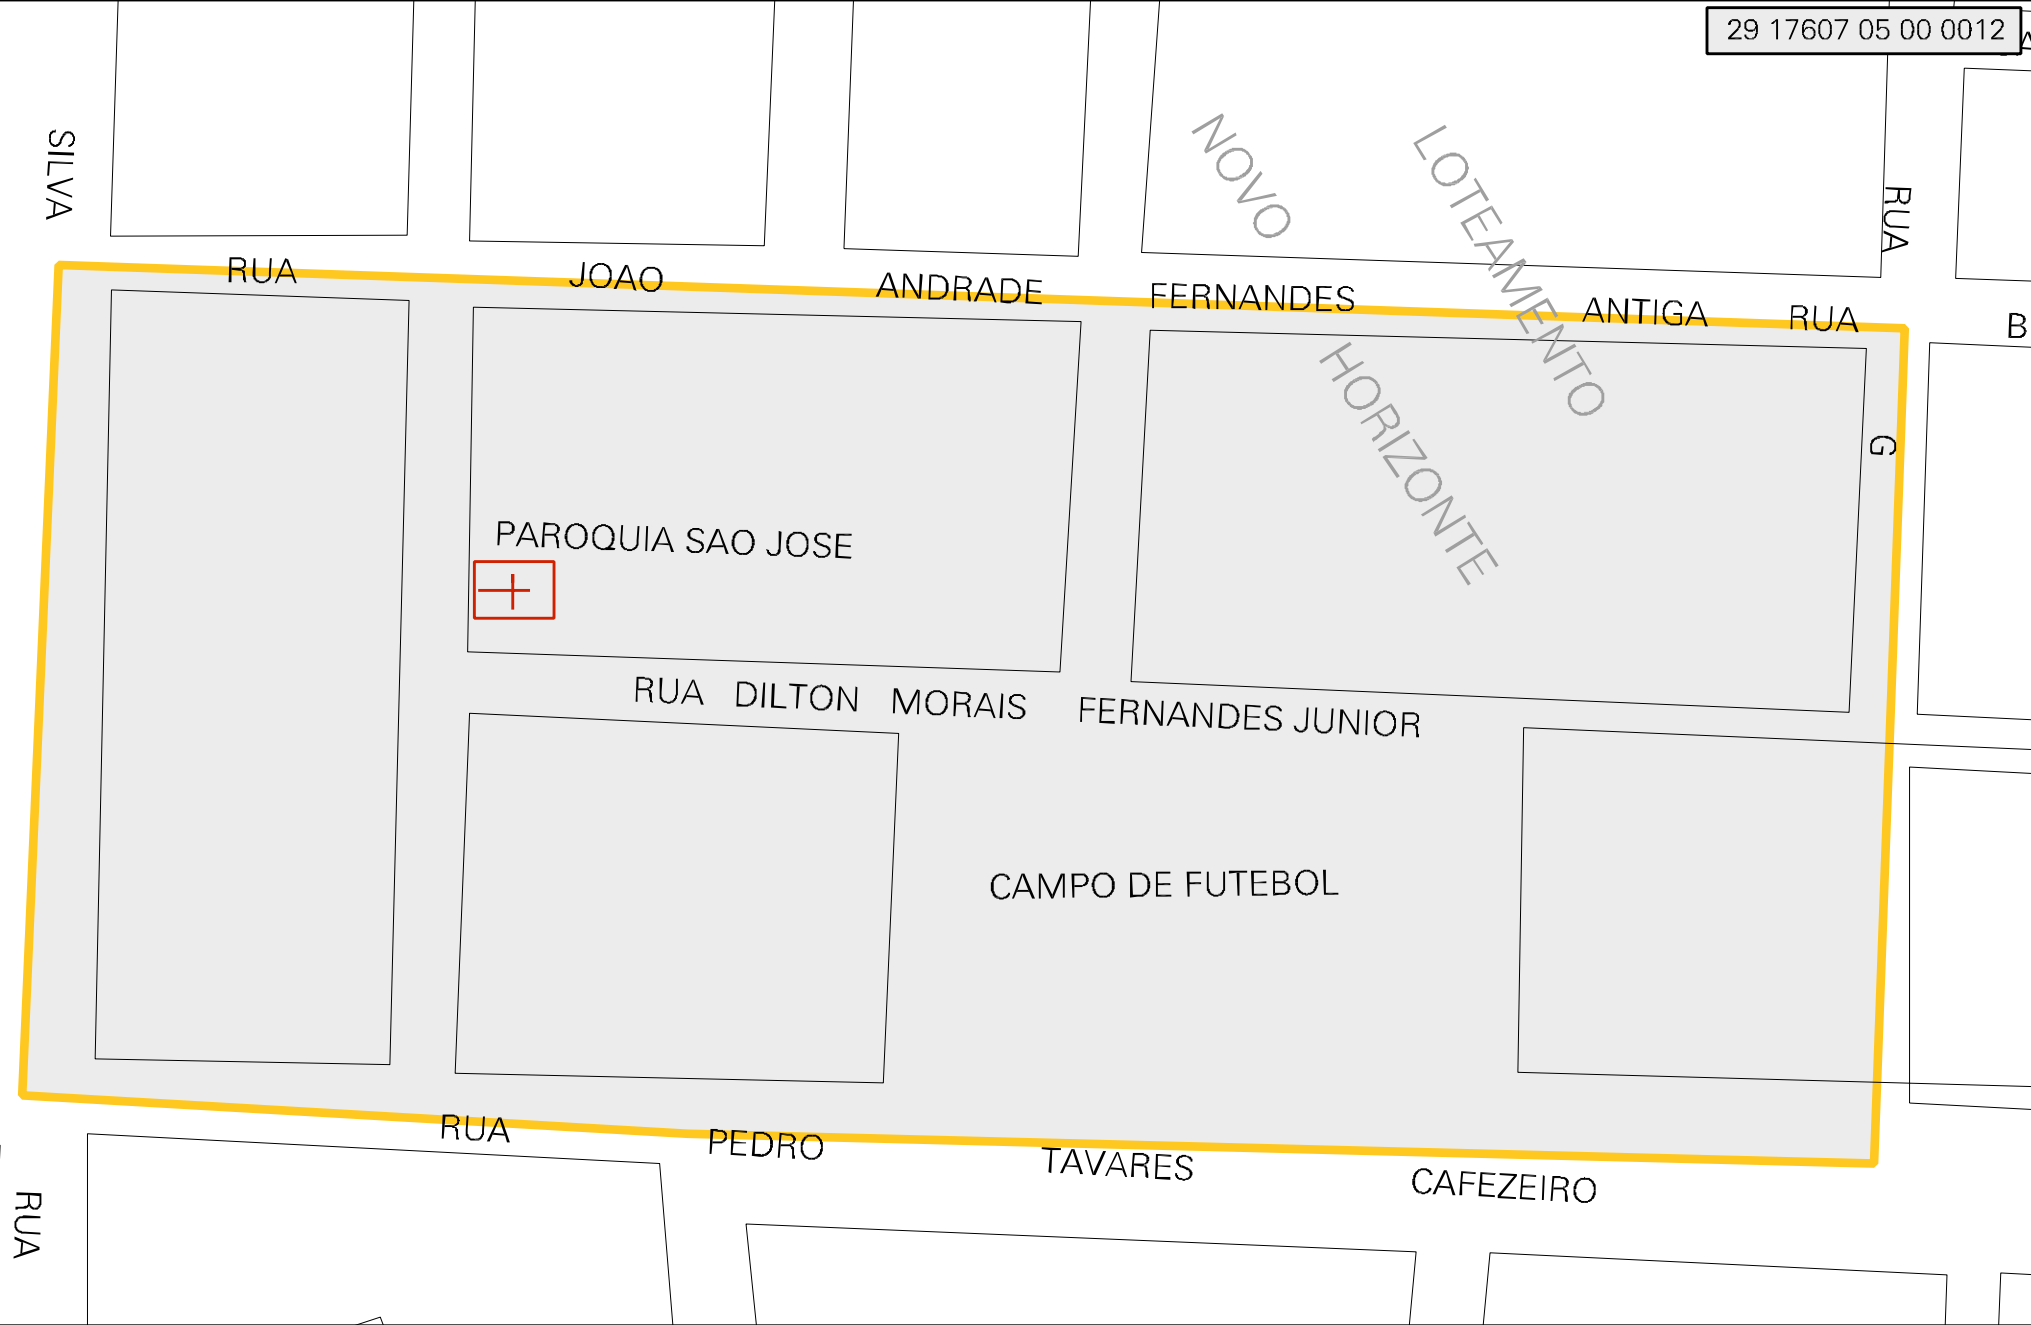 29 17607 05 00 0012
SILVA
NOVO
LOTEAMENTO
RUA
RUA JOAO ANDRADE FERNANDES ANTIGA RUA B
HORIZONTE
G
PAROQUIA SAO JOSE
RUA DILTON MORAIS FERNANDES JUNIOR
CAMPO DE FUTEBOL
RUA PEDRO TAVARES CAFEZEIRO
RUA